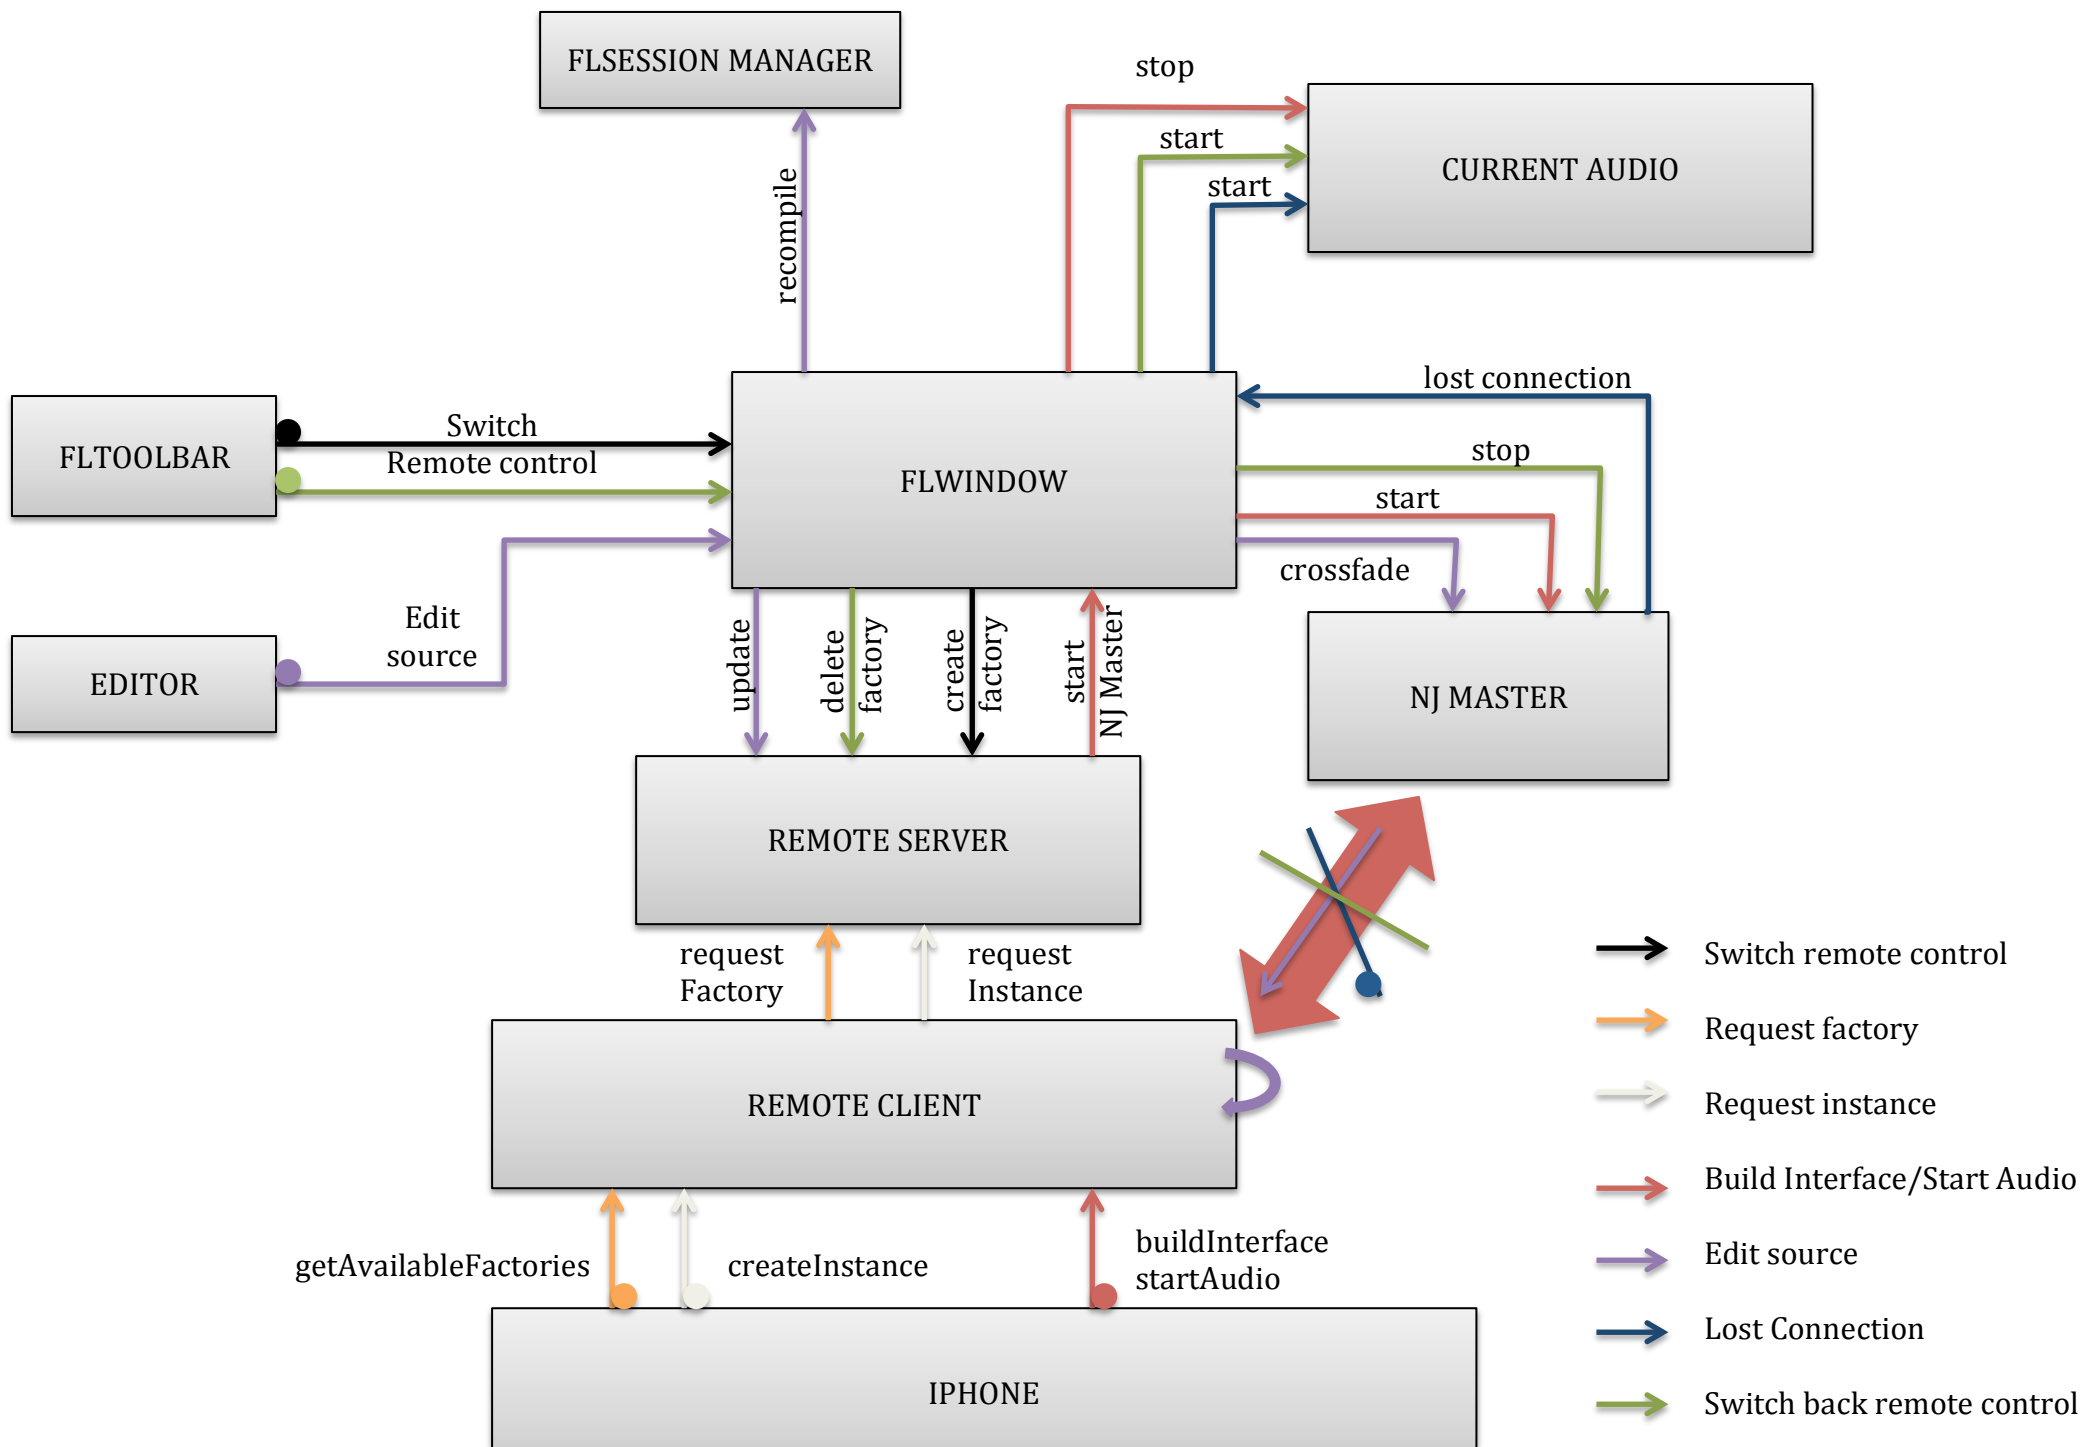 FLSESSION MANAGER
stop
start
start
CURRENT AUDIO
recompile
lost connection
FLTOOLBAR
Switch
Remote control
FLWINDOW
stop
start
crossfade
Edit
source
EDITOR
update
delete
factory
create
factory
start
NJ Master
NJ MASTER
REMOTE SERVER
request
Factory
request
Instance
REMOTE CLIENT
getAvailableFactories
createInstance
buildInterface
startAudio
IPHONE
Switch remote control
Request factory
Request instance
Build Interface/Start Audio
Edit source
Lost Connection
Switch back remote control